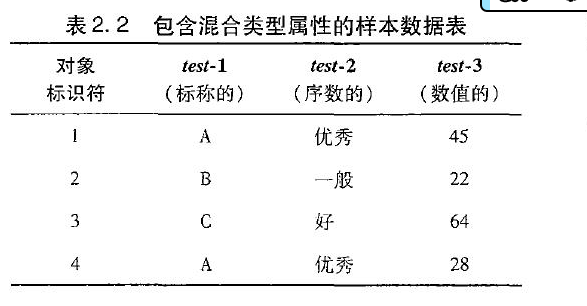 表2.2 包含混合类型属性的样本数据表
对象 test-1 test-2 test-3
标识符 (标称的) (序数的) (数值的)
1 A 优秀 45
2 B 一般 22
3 C 好 64
4 A 优秀 28